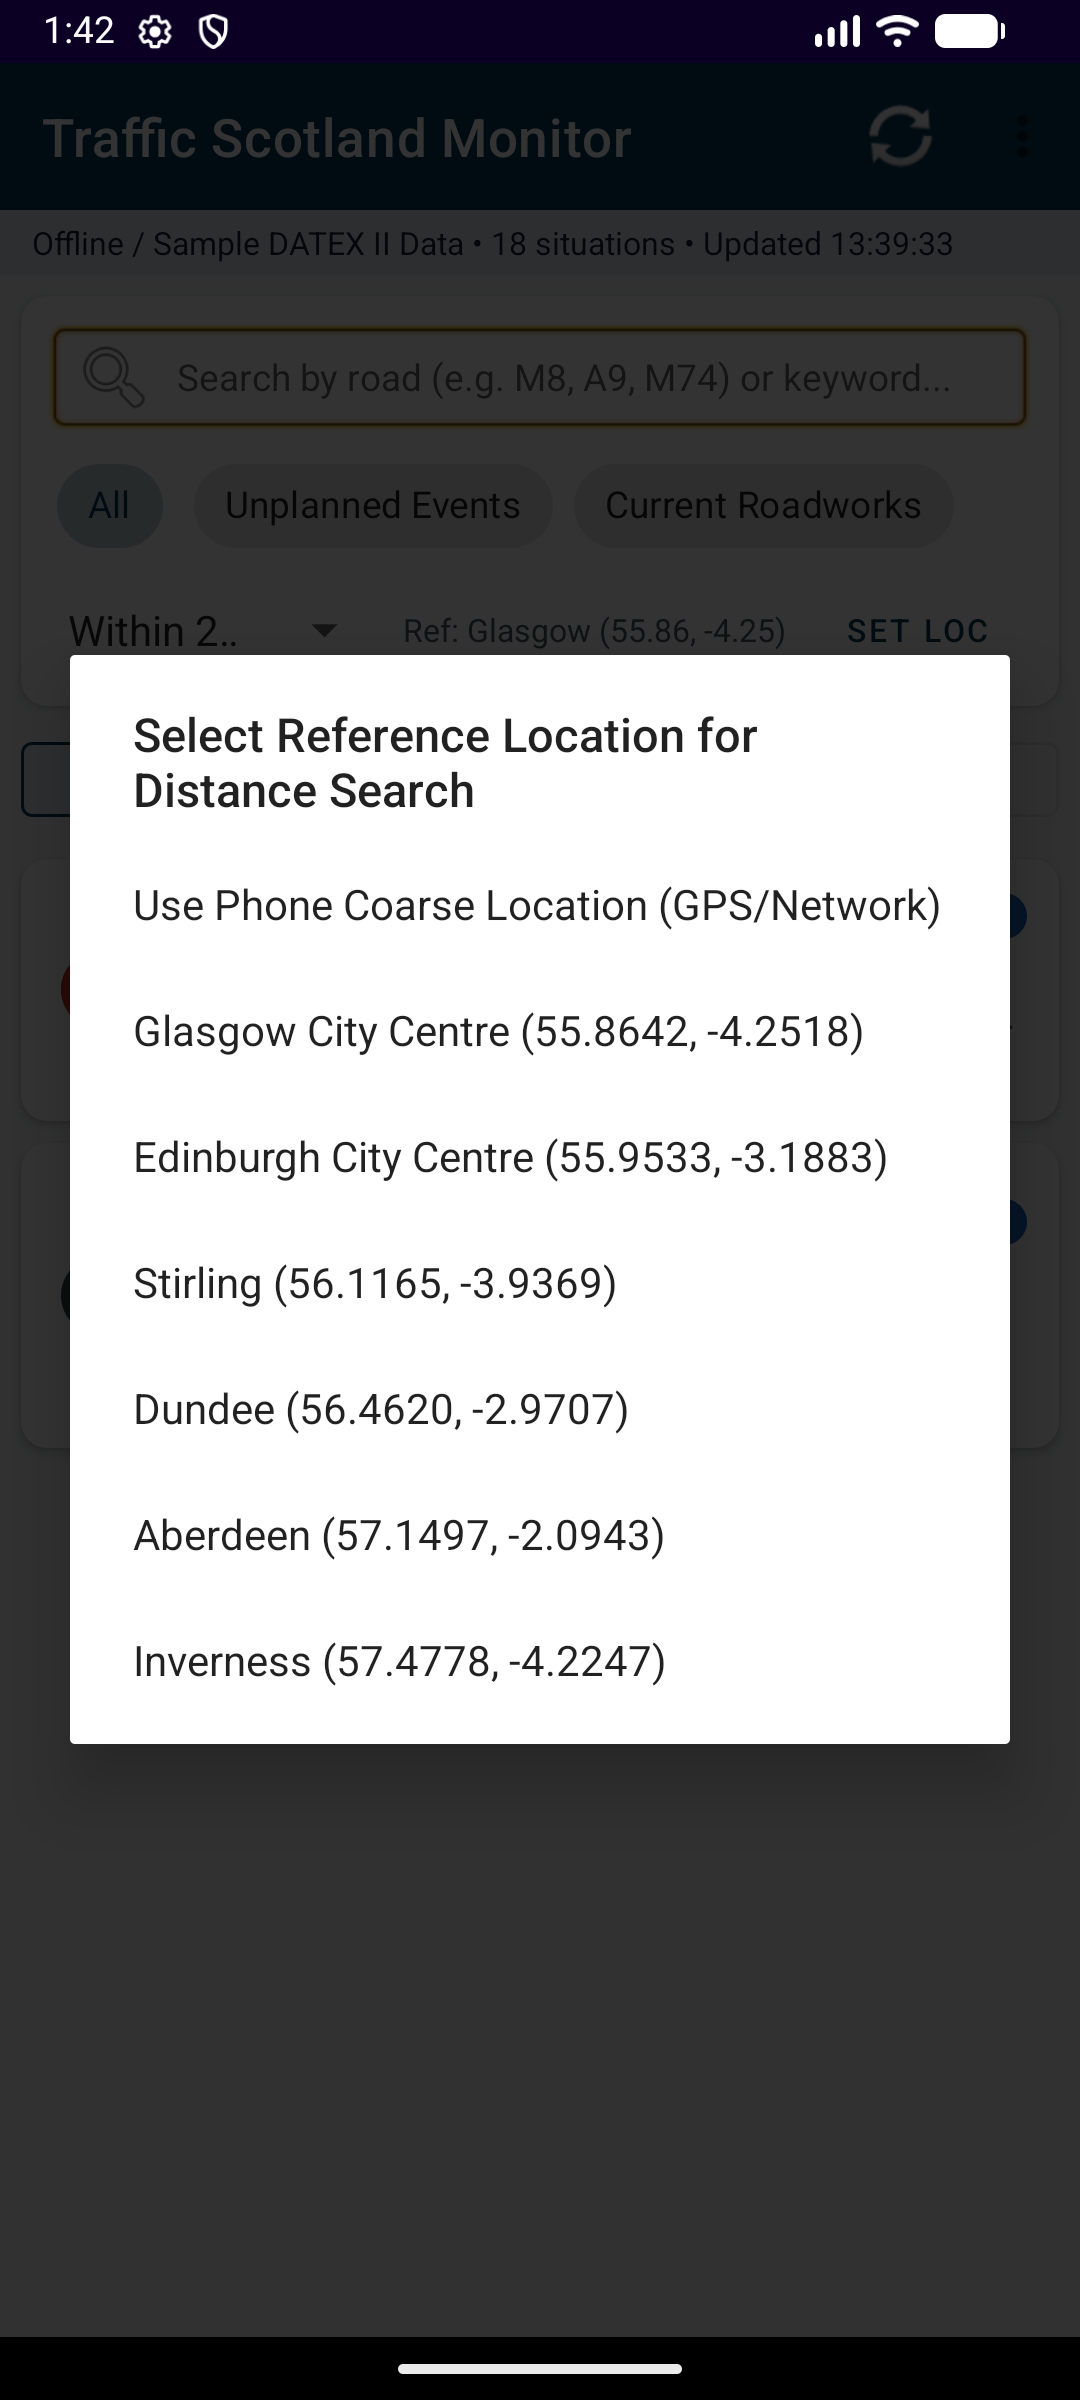 1:42
Traffic Scotland Monitor
Offline / Sample DATEX II Data • 18 situations • Updated 13:39:33
Search by road (e.g. M8, A9, M74) or keyword...
All
Unplanned Events
Current Roadworks
Within 2..
Ref: Glasgow (55.86, -4.25)
SET LOC
Select Reference Location for
Distance Search
Use Phone Coarse Location (GPS/Network)
Glasgow City Centre (55.8642, -4.2518)
Edinburgh City Centre (55.9533, -3.1883)
Stirling (56.1165, -3.9369)
Dundee (56.4620, -2.9707)
Aberdeen (57.1497, -2.0943)
Inverness (57.4778, -4.2247)